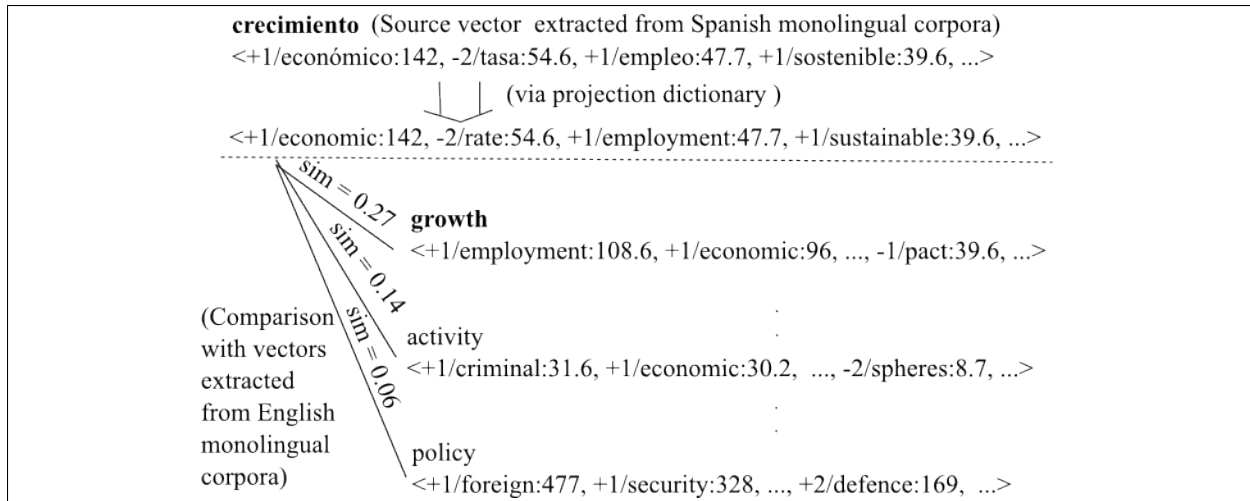 crecimiento (Source vector extracted from Spanish monolingual corpora)
<+1/económico:142, -2/tasa:54.6, +1/empleo:47.7, +1/sostenible:39.6, ...>
(via projection dictionary )
<+1/economic:142, -2/rate:54.6, +1/employment:47.7, +1/sustainable:39.6, ...>
sim = 0.27
growth
<+1/employment:108.6, +1/economic:96, ..., -1/pact:39.6, ...>
sim = 0.14
activity
<+1/criminal:31.6, +1/economic:30.2, ..., -2/spheres:8.7, ...>
sim = 0.06
(Comparison
with vectors
extracted
from English
monolingual
corpora)
policy
<+1/foreign:477, +1/security:328, ..., +2/defence:169, ...>